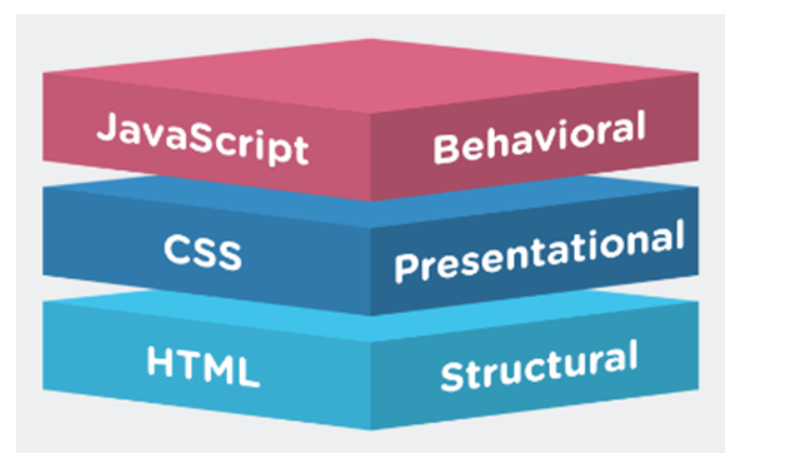 JavaScript Behavioral
CSS Presentational
HTML Structural